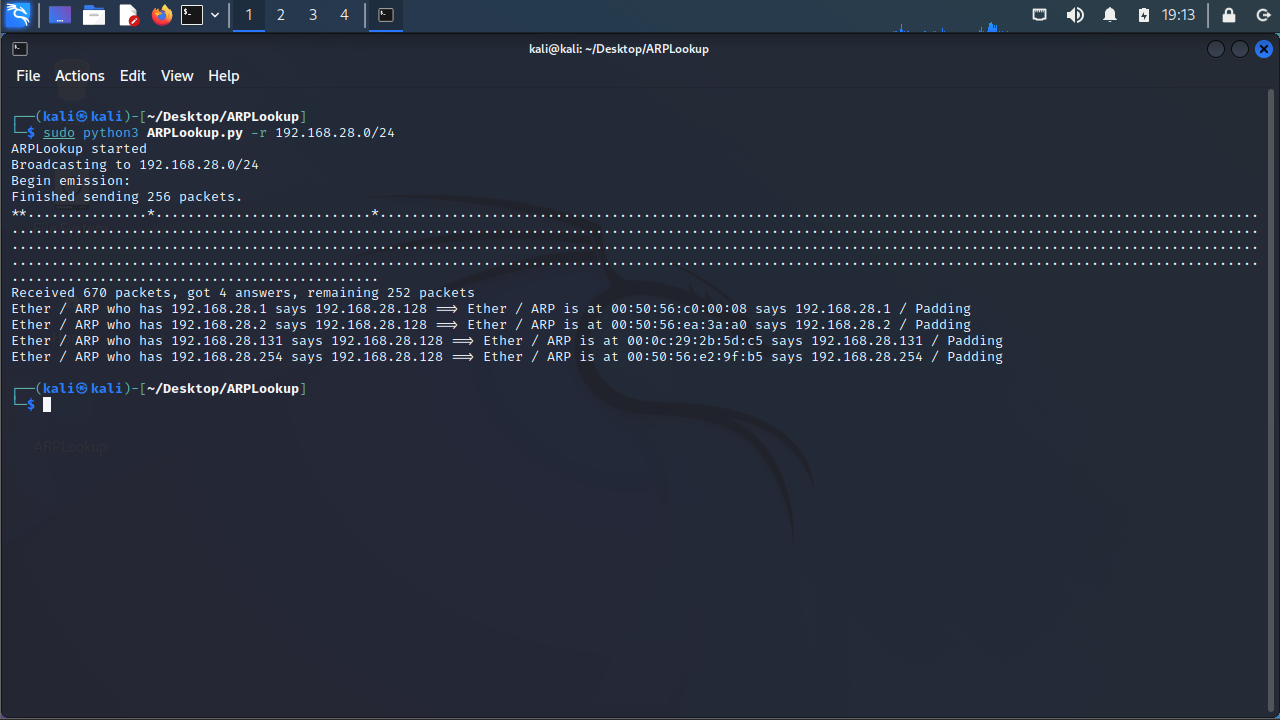 1 2 3 4 19:13
kali@kali: ~/Desktop/ARPLookup
File Actions Edit View Help
┌──(kali㉿kali)-[~/Desktop/ARPLookup]
└─$ sudo python3 ARPLookup.py -r 192.168.28.0/24
ARPLookup started
Broadcasting to 192.168.28.0/24
Begin emission:
Finished sending 256 packets.
**...............*...........................*..............................................................................................................
............................................................................................................................................................
............................................................................................................................................................
............................................................................................................................................................
..............................................
Received 670 packets, got 4 answers, remaining 252 packets
Ether / ARP who has 192.168.28.1 says 192.168.28.128 ==> Ether / ARP is at 00:50:56:c0:00:08 says 192.168.28.1 / Padding
Ether / ARP who has 192.168.28.2 says 192.168.28.128 ==> Ether / ARP is at 00:50:56:ea:3a:a0 says 192.168.28.2 / Padding
Ether / ARP who has 192.168.28.131 says 192.168.28.128 ==> Ether / ARP is at 00:0c:29:2b:5d:c5 says 192.168.28.131 / Padding
Ether / ARP who has 192.168.28.254 says 192.168.28.128 ==> Ether / ARP is at 00:50:56:e2:9f:b5 says 192.168.28.254 / Padding
┌──(kali㉿kali)-[~/Desktop/ARPLookup]
└─$
ARPLookup